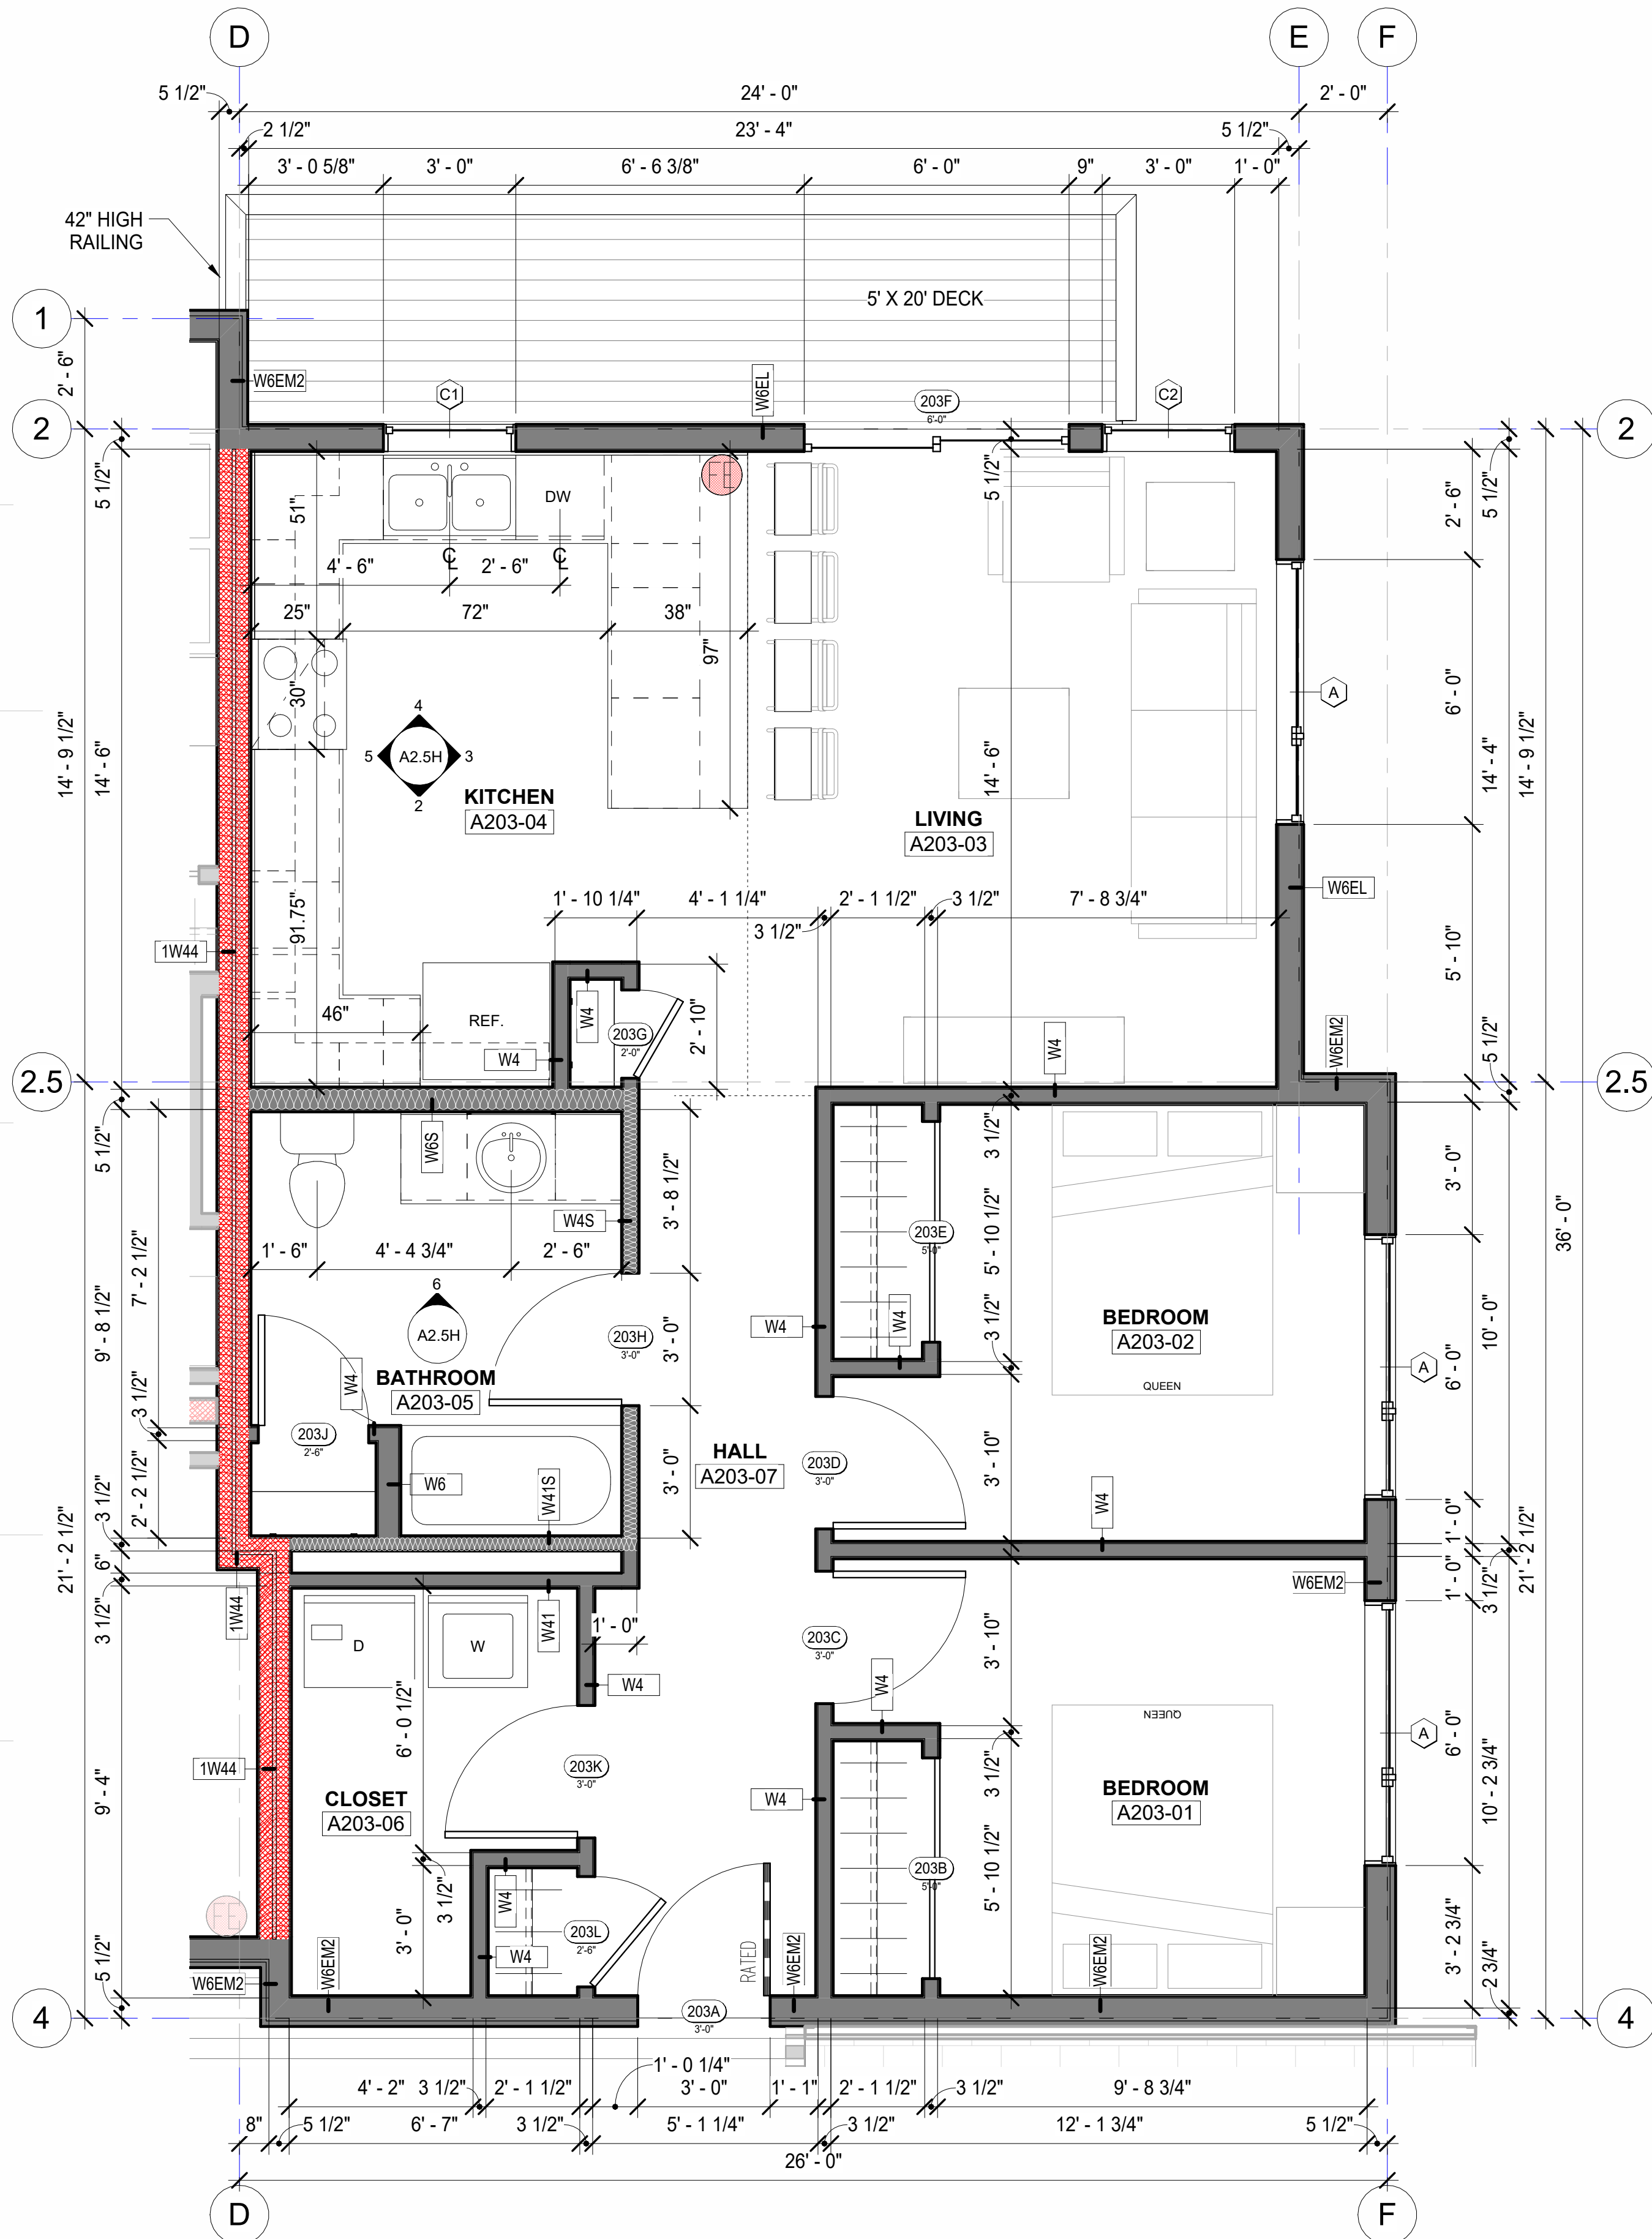 D
E
F
5 1/2"
24' - 0"
2' - 0"
2 1/2"
23' - 4"
5 1/2"
3' - 0 5/8"
3' - 0"
6' - 6 3/8"
6' - 0"
9"
3' - 0"
1' - 0"
42" HIGH
RAILING
5' X 20' DECK
1
2' - 6"
W6EM2
C1
W6EL
203F
6'-0"
C2
2
2
5 1/2"
51"
DW
FE
5 1/2"
2' - 6"
5 1/2"
4' - 6"
2' - 6"
25"
72"
38"
97"
30"
4
5
A2.5H
3
2
KITCHEN
A203-04
LIVING
A203-03
A
6' - 0"
14' - 9 1/2"
14' - 6"
14' - 6"
14' - 4"
14' - 9 1/2"
W6EL
1' - 10 1/4"
4' - 1 1/4"
3 1/2"
2' - 1 1/2"
3 1/2"
7' - 8 3/4"
91.75"
1W44
5' - 10"
46"
REF.
W4
W4
203G
2'-0"
2' - 10"
W4
W6EM2
5 1/2"
2.5
2.5
5 1/2"
W6S
W4S
3' - 8 1/2"
3 1/2"
3' - 0"
1' - 6"
4' - 4 3/4"
2' - 6"
203E
5'-0"
5' - 10 1/2"
36' - 0"
7' - 2 1/2"
9' - 8 1/2"
6
A2.5H
203H
3'-0"
3' - 0"
W4
W4
3 1/2"
BEDROOM
A203-02
QUEEN
A
6' - 0"
10' - 0"
BATHROOM
A203-05
W4
3 1/2"
203J
2'-6"
W6
W41S
3' - 0"
HALL
A203-07
203D
3'-0"
3' - 10"
W4
2' - 2 1/2"
3 1/2"
21' - 2 1/2"
6"
3 1/2"
1W44
1' - 0"
1' - 0"
W6EM2
3 1/2"
21' - 2 1/2"
D
W
W41
1' - 0"
W4
203C
3'-0"
3' - 10"
W4
QUEEN
6' - 0 1/2"
1W44
203K
3'-0"
W4
3 1/2"
A
6' - 0"
10' - 2 3/4"
9' - 4"
CLOSET
A203-06
BEDROOM
A203-01
FE
3 1/2"
3' - 0"
W4
W4
203L
2'-6"
RATED
203B
5'-0"
5' - 10 1/2"
3' - 2 3/4"
5 1/2"
W6EM2
W6EM2
W6EM2
W6EM2
2 3/4"
4
203A
3'-0"
4
1' - 0 1/4"
4' - 2"
3 1/2"
2' - 1 1/2"
3' - 0"
1' - 1"
2' - 1 1/2"
3 1/2"
9' - 8 3/4"
8"
5 1/2"
6' - 7"
3 1/2"
5' - 1 1/4"
3 1/2"
12' - 1 3/4"
5 1/2"
26' - 0"
D
F